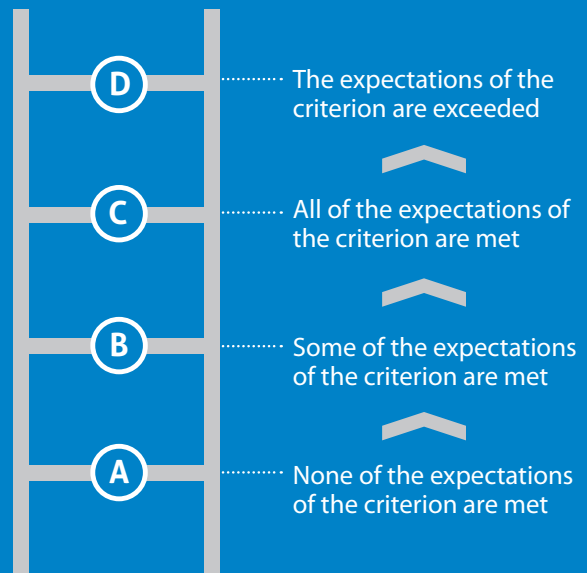 D
The expectations of the
criterion are exceeded
C
All of the expectations of
the criterion are met
B
Some of the expectations
of the criterion are met
A
None of the expectations
of the criterion are met